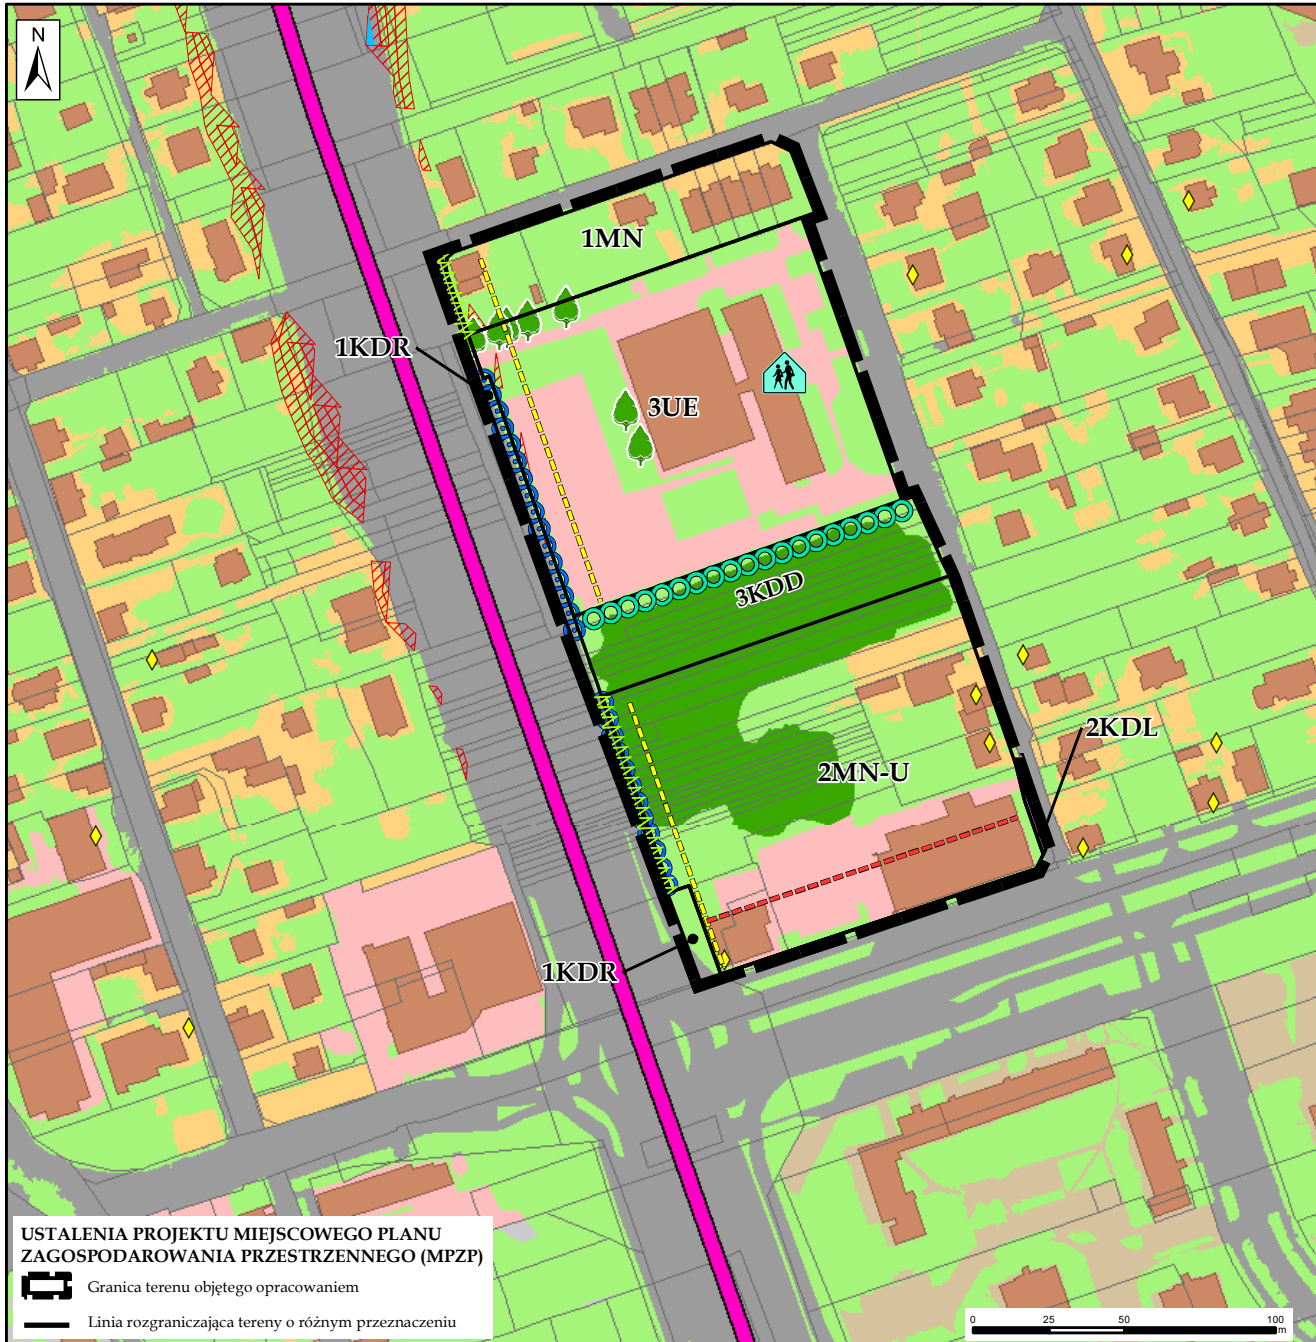 N
1MN
1KDR
3UE
3KDD
2KDL
2MN-U
1KDR
USTALENIA PROJEKTU MIEJSCOWEGO PLANU
ZAGOSPODAROWANIA PRZESTRZENNEGO (MPZP)
Granica terenu objętego opracowaniem
Linia rozgraniczająca tereny o różnym przeznaczeniu
0 25 50 100
m